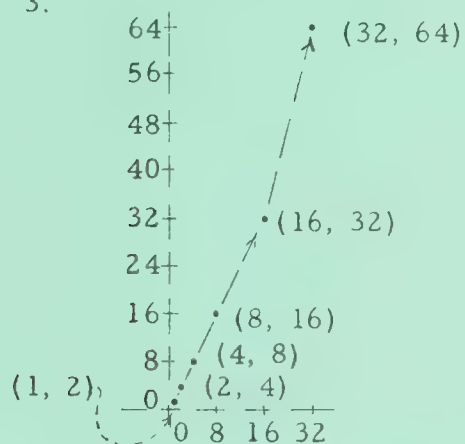 3.
64 (32, 64)
56
48
40
32 (16, 32)
24
16 (8, 16)
8 (4, 8)
(1, 2) 0 (2, 4)
0 8 16 32